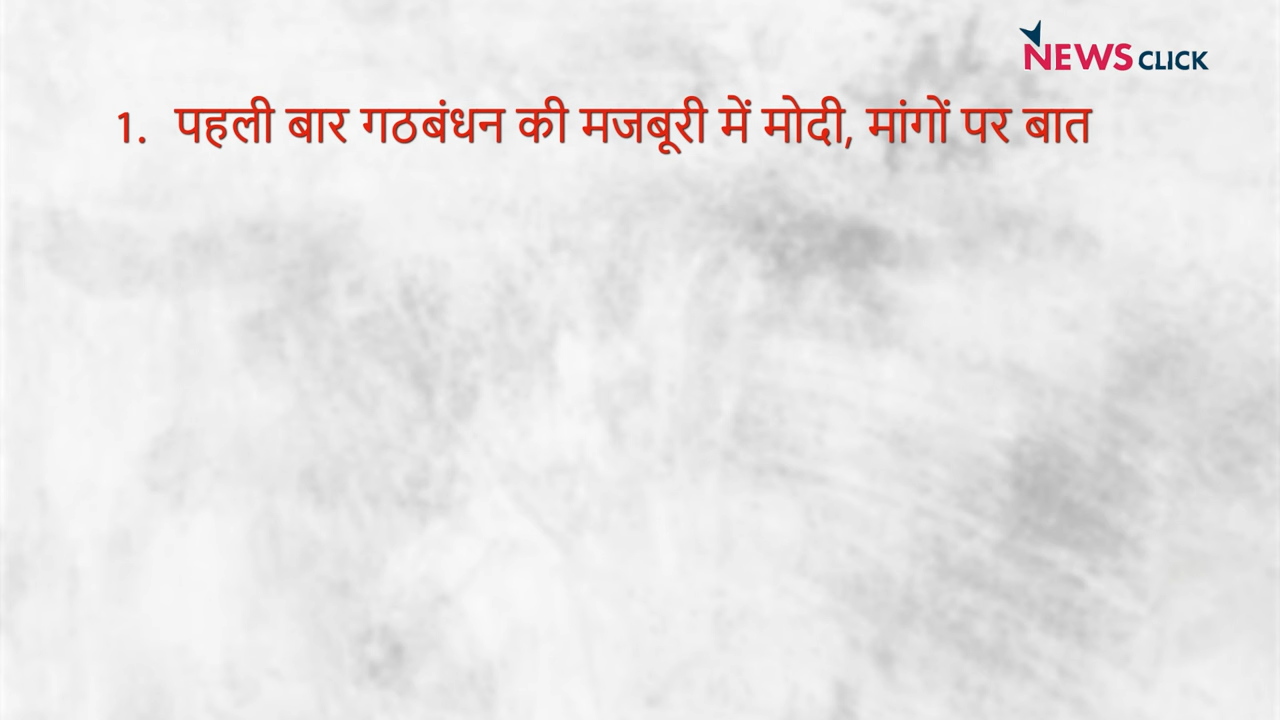 NEWS CLICK
1. पहली बार गठबंधन की मजबूरी में मोदी, मांगों पर बात